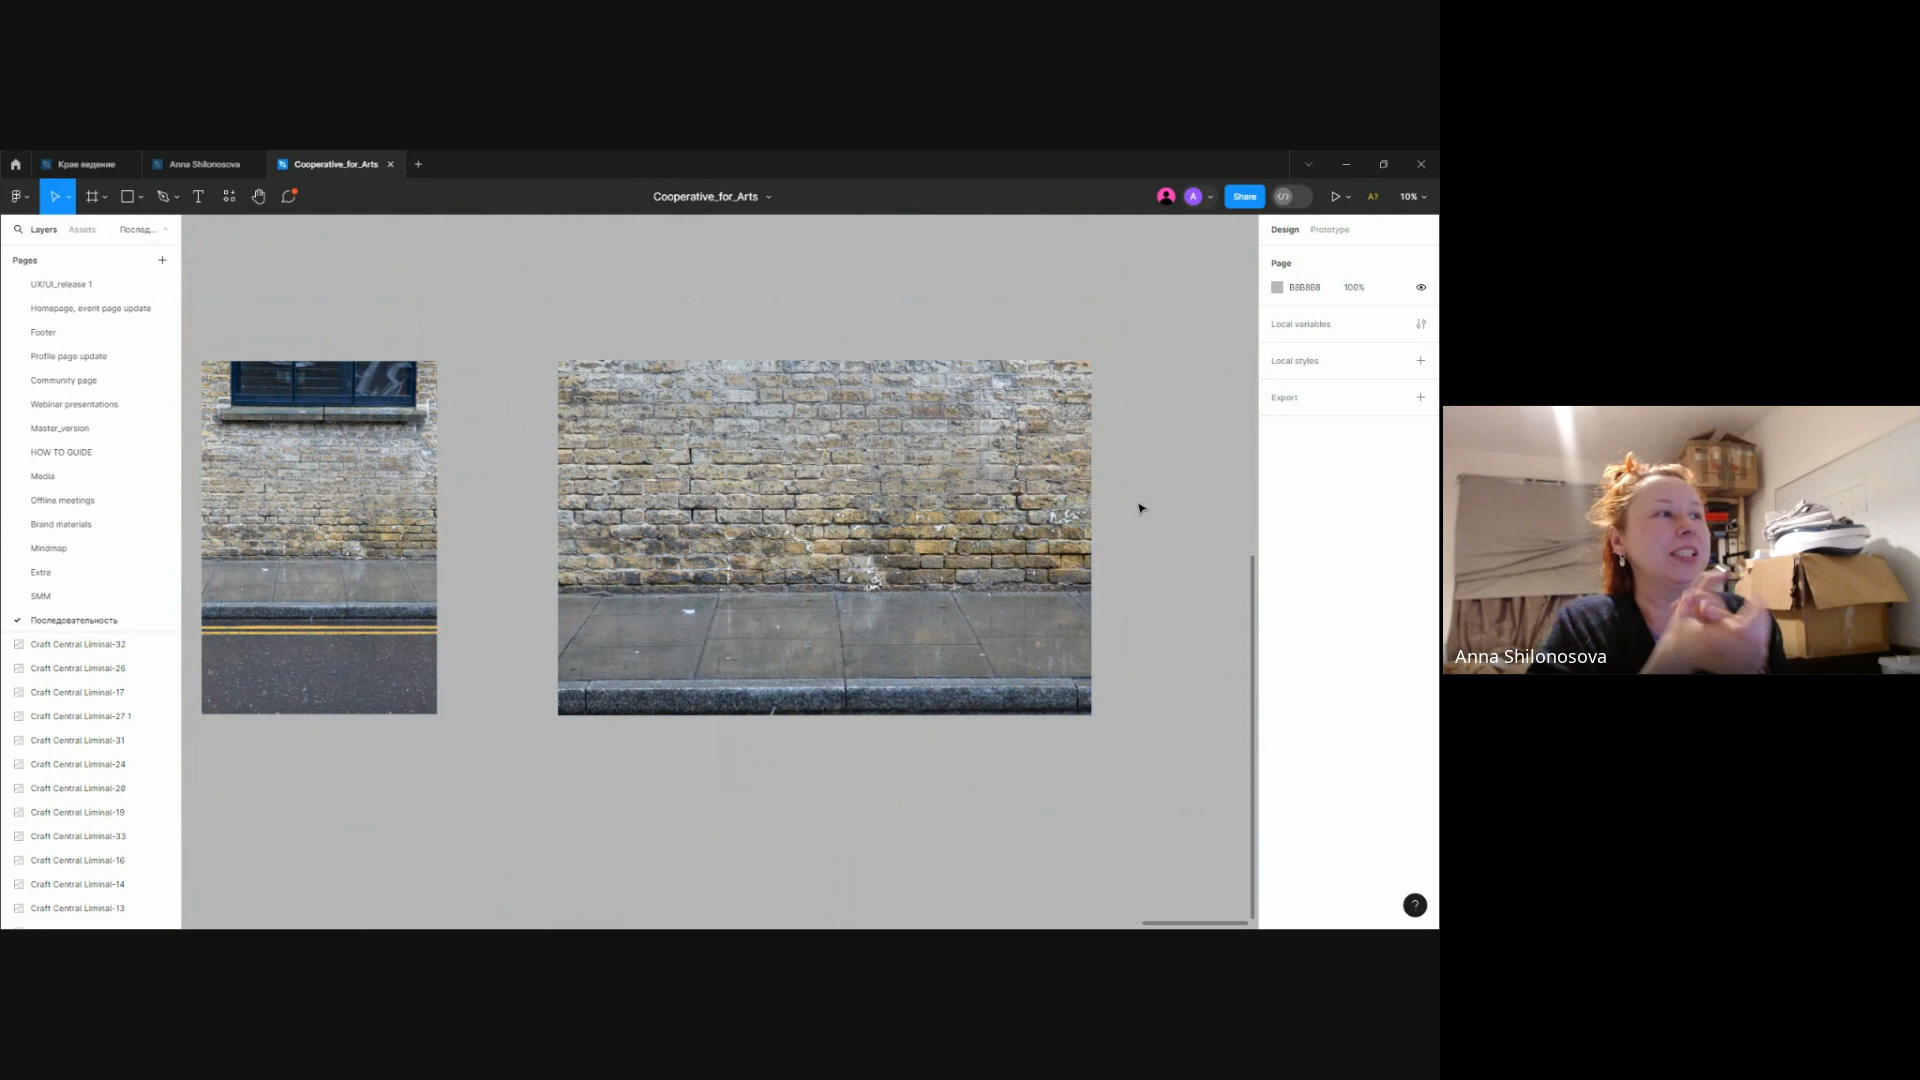 Крае ведение
Anna Shilonosova
Cooperative_for_Arts
Cooperative_for_Arts
A
Share
A?
10%
Layers
Assets
Послед...
Pages
UX/UI_release 1
Homepage, event page update
Footer
Profile page update
Community page
Webinar presentations
Master_version
HOW TO GUIDE
Media
Offline meetings
Brand materials
Mindmap
Extra
SMM
Последовательность
Craft Central Liminal-32
Craft Central Liminal-26
Craft Central Liminal-17
Craft Central Liminal-27 1
Craft Central Liminal-31
Craft Central Liminal-24
Craft Central Liminal-20
Craft Central Liminal-19
Craft Central Liminal-33
Craft Central Liminal-16
Craft Central Liminal-14
Craft Central Liminal-13
Design
Prototype
Page
B8B8B8
100%
Local variables
Local styles
Export
?
Anna Shilonosova